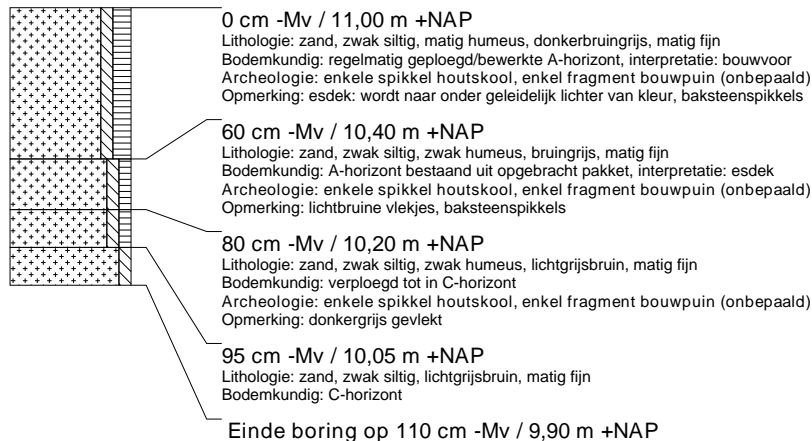 0 cm -Mv / 11,00 m +NAP
Lithologie: zand, zwak siltig, matig humeus, donkerbruingrijs, matig fijn
Bodemkundig: regelmatig geploegd/bewerkte A-horizont, interpretatie: bouwvoor
Archeologie: enkele spikkel houtskool, enkel fragment bouwpuin (onbepaald)
Opmerking: esdek: wordt naar onder geleidelijk lichter van kleur, baksteenspikkels
60 cm -Mv / 10,40 m +NAP
Lithologie: zand, zwak siltig, zwak humeus, bruingrijs, matig fijn
Bodemkundig: A-horizont bestaand uit opgebracht pakket, interpretatie: esdek
Archeologie: enkele spikkel houtskool, enkel fragment bouwpuin (onbepaald)
Opmerking: lichtbruine vlekjes, baksteenspikkels
80 cm -Mv / 10,20 m +NAP
Lithologie: zand, zwak siltig, zwak humeus, lichtgrijsbruin, matig fijn
Bodemkundig: verploegd tot in C-horizont
Archeologie: enkele spikkel houtskool, enkel fragment bouwpuin (onbepaald)
Opmerking: donkergrijs gevlekt
95 cm -Mv / 10,05 m +NAP
Lithologie: zand, zwak siltig, lichtgrijsbruin, matig fijn
Bodemkundig: C-horizont
Einde boring op 110 cm -Mv / 9,90 m +NAP